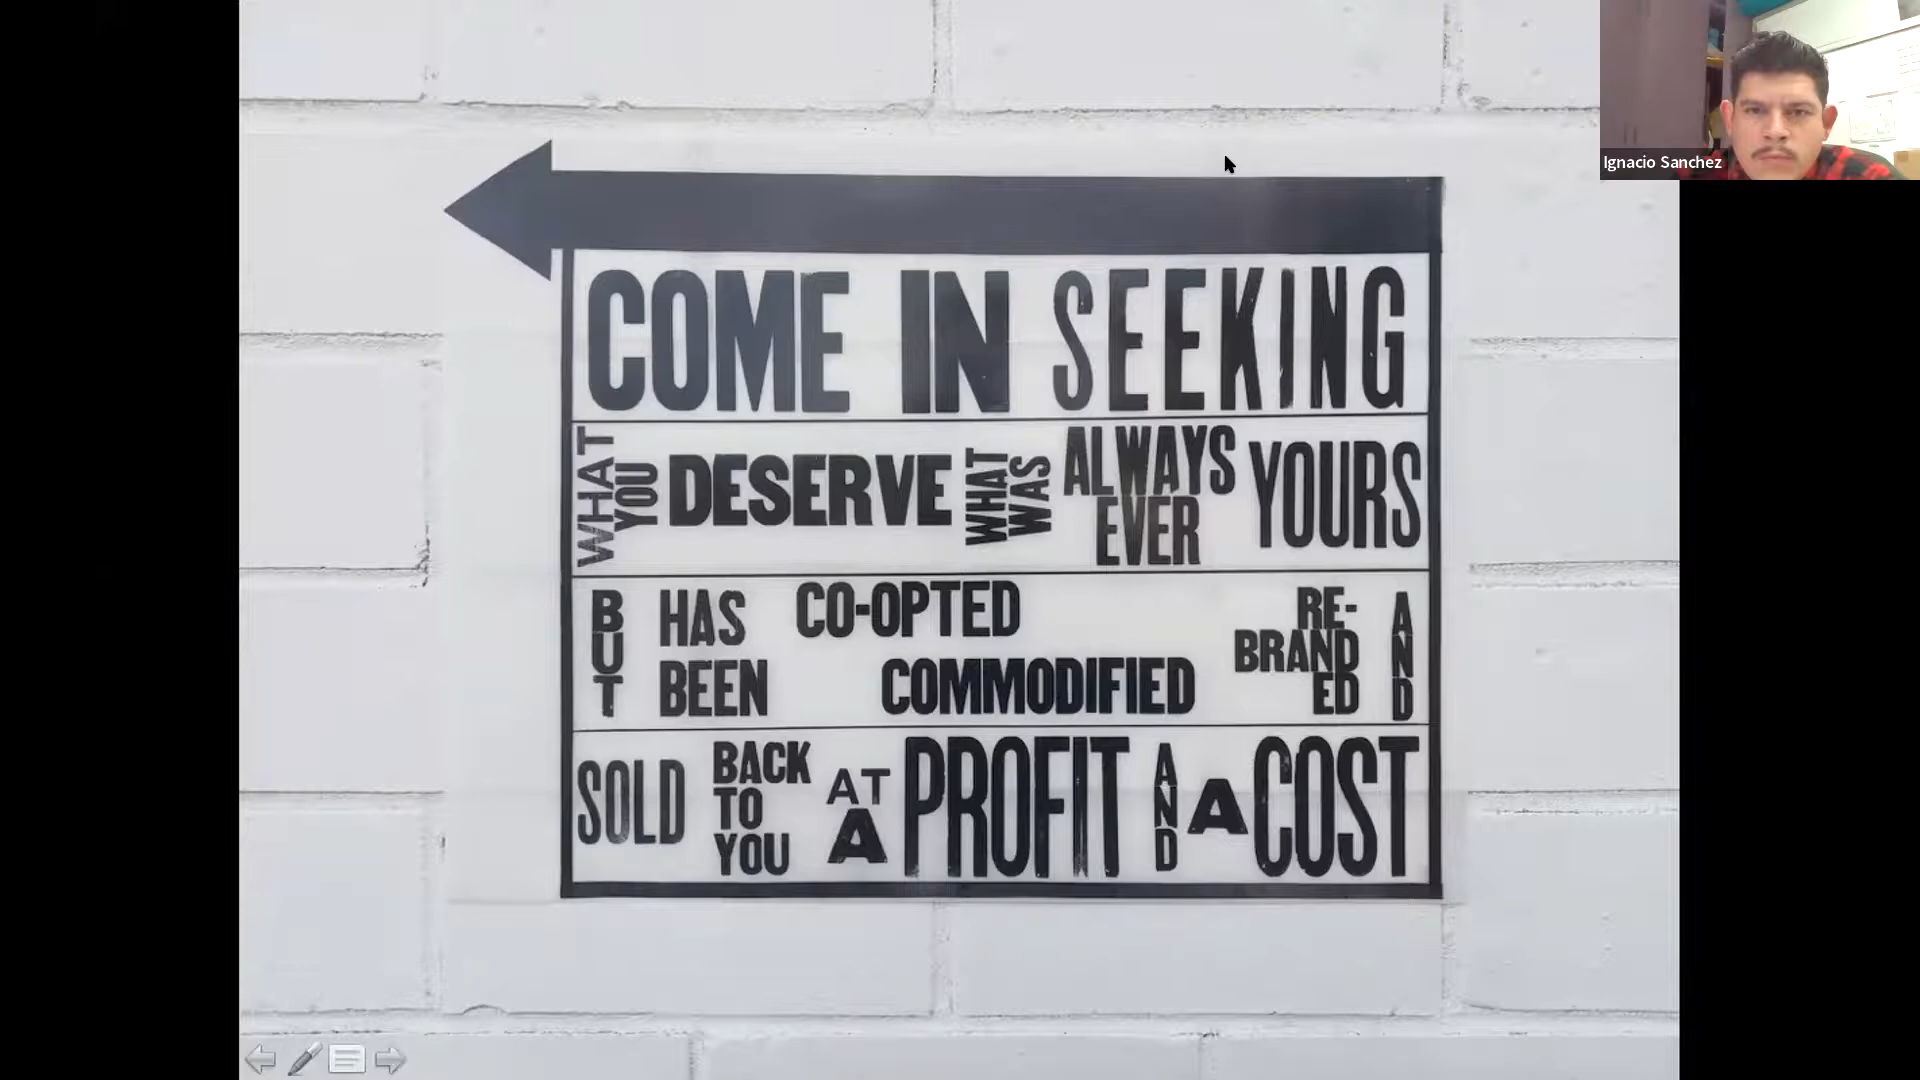 Ignacio Sanchez
COME IN SEEKING
WHAT YOU DESERVE WHAT WAS ALWAYS EVER YOURS
BUT HAS BEEN CO-OPTED COMMODIFIED RE-BRANDED AND
SOLD BACK TO YOU AT A PROFIT AND A COST